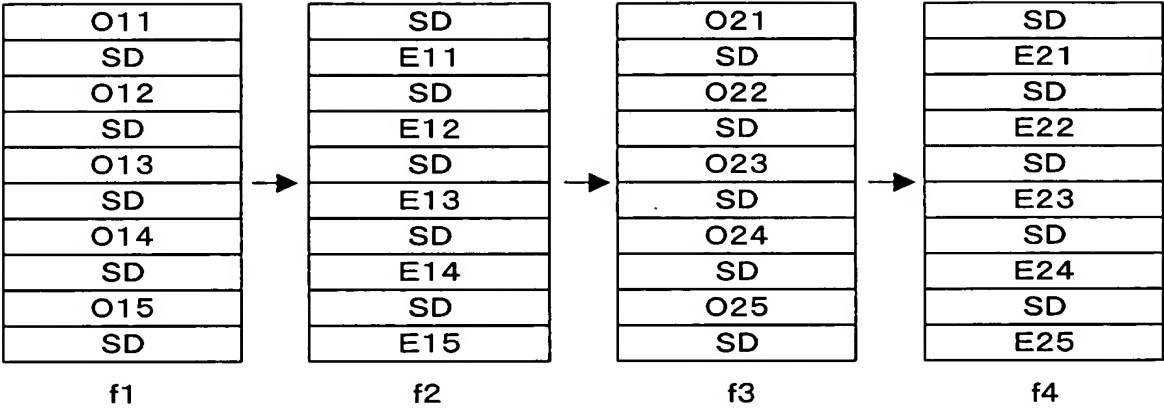 O11 SD O21 SD
SD E11 SD E21
O12 SD O22 SD
SD E12 SD E22
O13 SD O23 SD
SD E13 SD E23
O14 SD O24 SD
SD E14 SD E24
O15 SD O25 SD
SD E15 SD E25
f1 f2 f3 f4